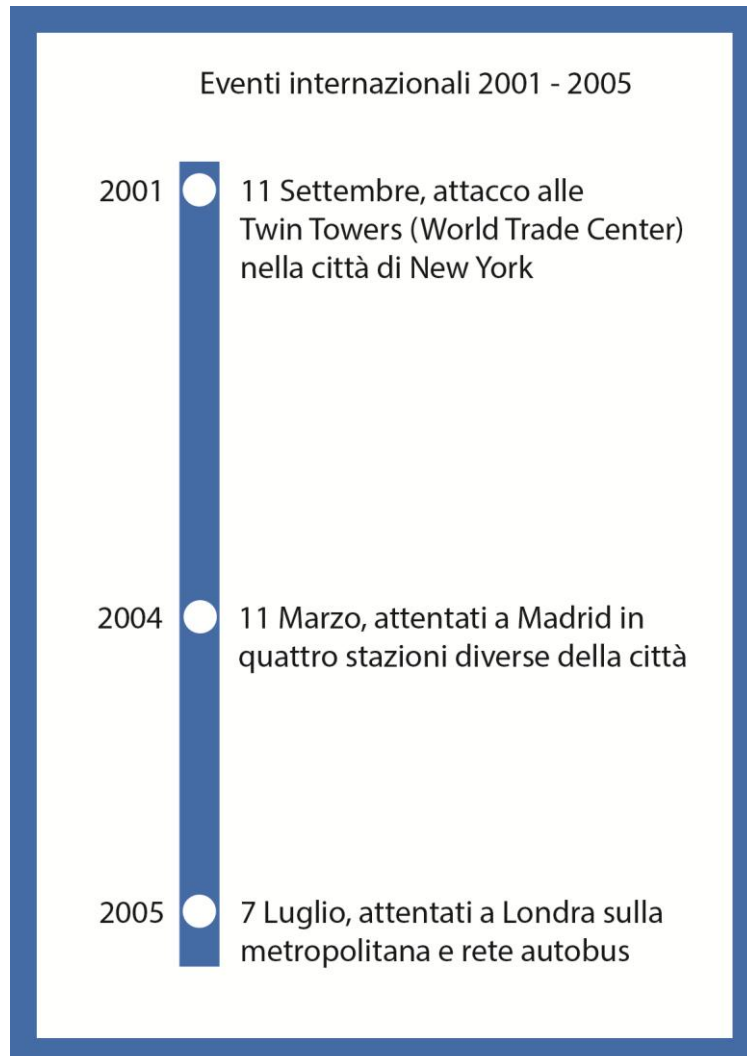 Eventi internazionali 2001 - 2005
2001
11 Settembre, attacco alle
Twin Towers (World Trade Center)
nella città di New York
2004
11 Marzo, attentati a Madrid in
quattro stazioni diverse della città
2005
7 Luglio, attentati a Londra sulla
metropolitana e rete autobus